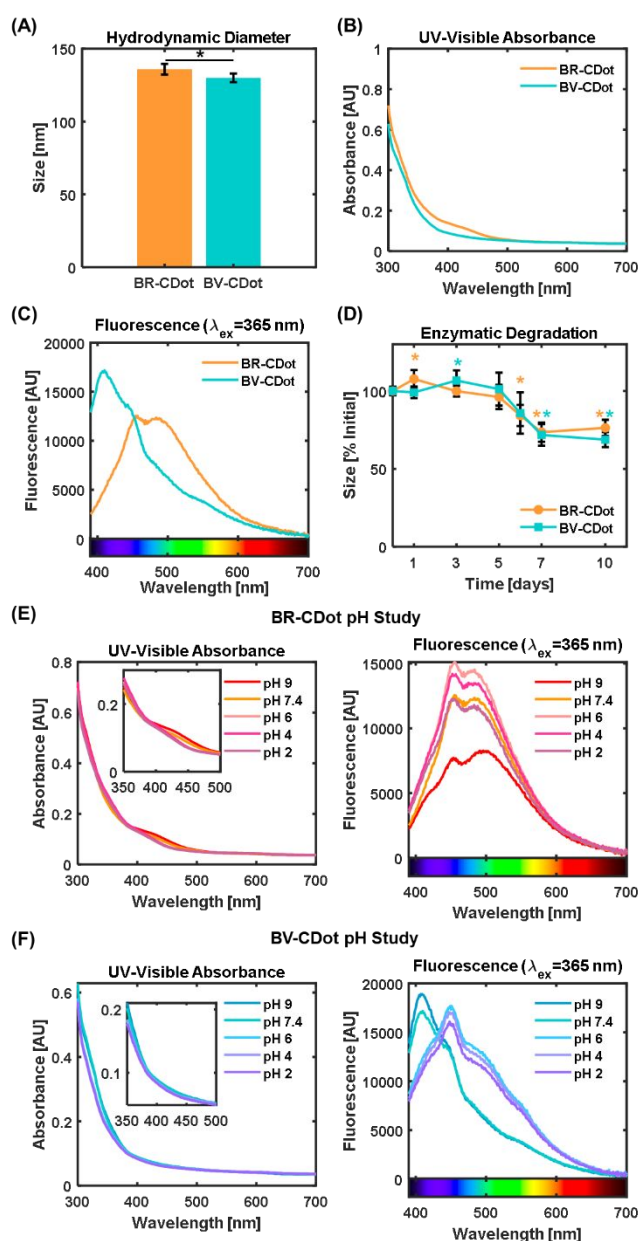 (A)
Hydrodynamic Diameter
*
150
100
50
0
Size [nm]
BR-CDot BV-CDot
(B)
UV-Visible Absorbance
BR-CDot
BV-CDot
1
0.8
0.6
0.4
0.2
0
Absorbance [AU]
300 400 500 600 700
Wavelength [nm]
(C)
Fluorescence (λex=365 nm)
BR-CDot
BV-CDot
20000
15000
10000
5000
0
Fluorescence [AU]
400 500 600 700
Wavelength [nm]
(D)
Enzymatic Degradation
* * * ** **
100
50
0
Size [% Initial]
BR-CDot
BV-CDot
1 3 5 7 10
Time [days]
(E)
BR-CDot pH Study
UV-Visible Absorbance
0.8
0.6
0.4
0.2
0
Absorbance [AU]
0.2
0
350 400 450 500
pH 9
pH 7.4
pH 6
pH 4
pH 2
300 400 500 600 700
Wavelength [nm]
Fluorescence (λex=365 nm)
15000
10000
5000
0
Fluorescence [AU]
pH 9
pH 7.4
pH 6
pH 4
pH 2
400 500 600 700
Wavelength [nm]
(F)
BV-CDot pH Study
UV-Visible Absorbance
0.6
0.5
0.4
0.3
0.2
0.1
0
Absorbance [AU]
0.2
0.1
350 400 450 500
pH 9
pH 7.4
pH 6
pH 4
pH 2
300 400 500 600 700
Wavelength [nm]
Fluorescence (λex=365 nm)
20000
15000
10000
5000
0
Fluorescence [AU]
pH 9
pH 7.4
pH 6
pH 4
pH 2
400 500 600 700
Wavelength [nm]